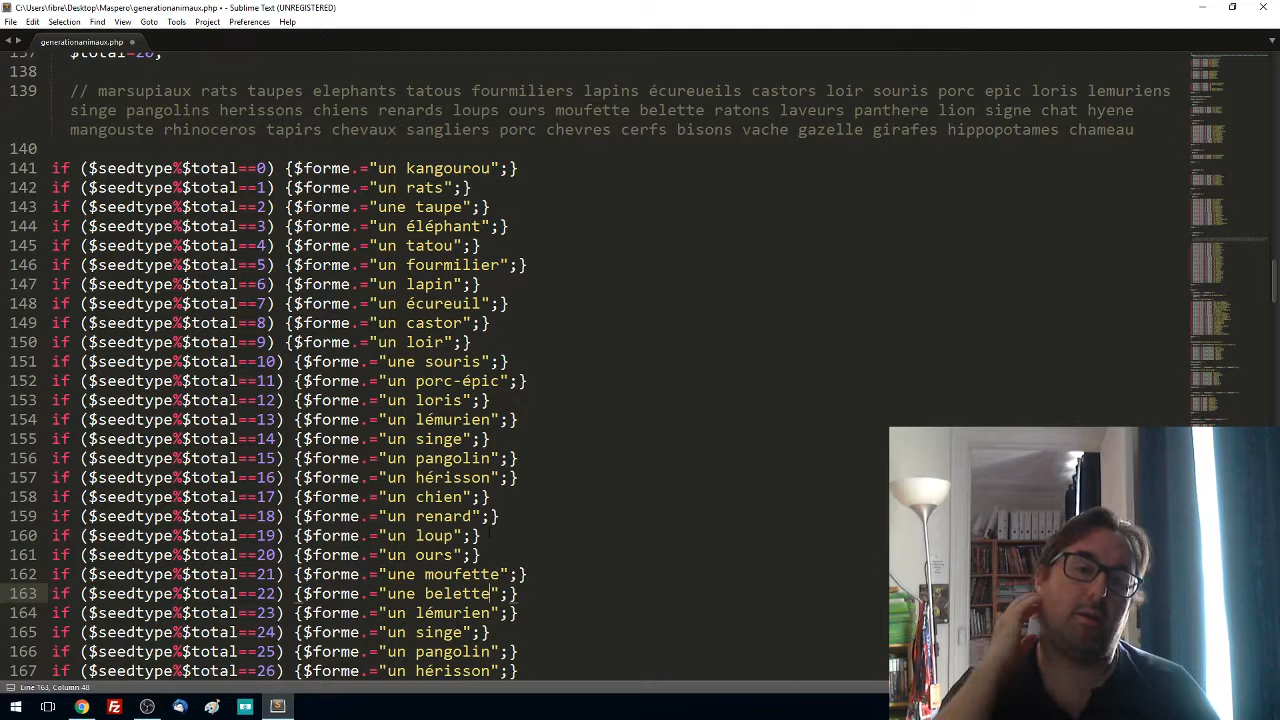 C:\Users\fibre\Desktop\Maspero\generationanimaux.php • - Sublime Text (UNREGISTERED)
File Edit Selection Find View Goto Tools Project Preferences Help
generationanimaux.php
137 $total=20;
138
139 // marsupiaux rats taupes elephants tatous fourmiliers lapins écureueils castors loir souris porc epic loris lemuriens
singe pangolins herissons chiens renards loups ours moufette belette ratons laveurs panthere lion signe chat hyene
mangouste rhinoceros tapirs chevaux sangliers porc chevres cerfs bisons vache gazelle girafes hippopotames chameau
140
141 if ($seedtype%$total==0) {$forme.="un kangourou";}
142 if ($seedtype%$total==1) {$forme.="un rats";}
143 if ($seedtype%$total==2) {$forme.="une taupe";}
144 if ($seedtype%$total==3) {$forme.="un éléphant";}
145 if ($seedtype%$total==4) {$forme.="un tatou";}
146 if ($seedtype%$total==5) {$forme.="un fourmilier";}
147 if ($seedtype%$total==6) {$forme.="un lapin";}
148 if ($seedtype%$total==7) {$forme.="un écureuil";}
149 if ($seedtype%$total==8) {$forme.="un castor";}
150 if ($seedtype%$total==9) {$forme.="un loir";}
151 if ($seedtype%$total==10) {$forme.="une souris";}
152 if ($seedtype%$total==11) {$forme.="un porc-épic";}
153 if ($seedtype%$total==12) {$forme.="un loris";}
154 if ($seedtype%$total==13) {$forme.="un lémurien";}
155 if ($seedtype%$total==14) {$forme.="un singe";}
156 if ($seedtype%$total==15) {$forme.="un pangolin";}
157 if ($seedtype%$total==16) {$forme.="un hérisson";}
158 if ($seedtype%$total==17) {$forme.="un chien";}
159 if ($seedtype%$total==18) {$forme.="un renard";}
160 if ($seedtype%$total==19) {$forme.="un loup";}
161 if ($seedtype%$total==20) {$forme.="un ours";}
162 if ($seedtype%$total==21) {$forme.="une moufette";}
163 if ($seedtype%$total==22) {$forme.="une belette";}
164 if ($seedtype%$total==23) {$forme.="un lémurien";}
165 if ($seedtype%$total==24) {$forme.="un singe";}
166 if ($seedtype%$total==25) {$forme.="un pangolin";}
167 if ($seedtype%$total==26) {$forme.="un hérisson";}
Line 163, Column 48